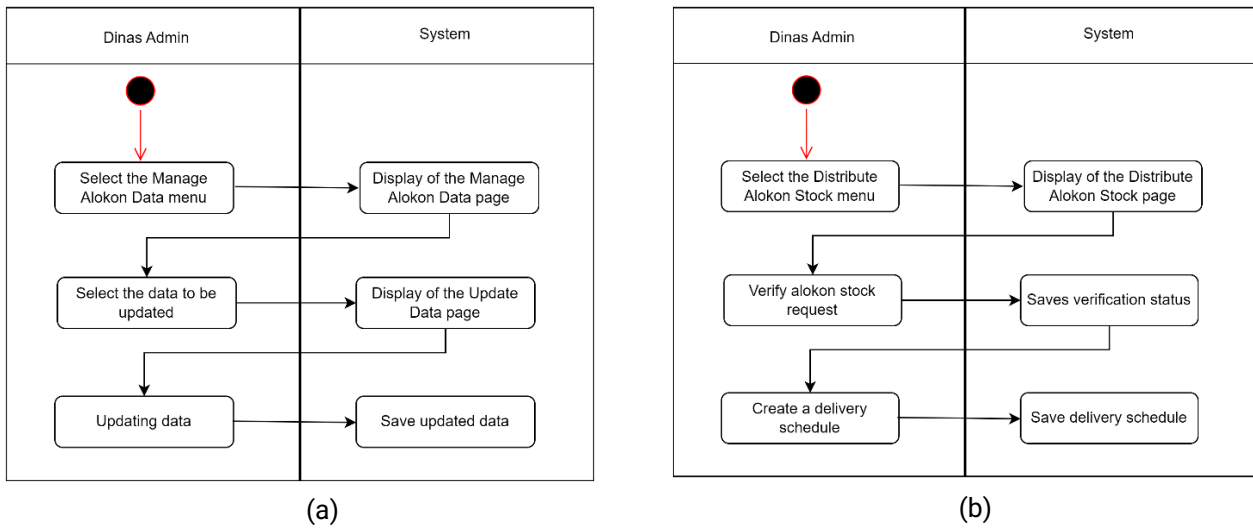 Dinas Admin
System
Select the Manage
Alokon Data menu
Display of the Manage
Alokon Data page
Select the data to be
updated
Display of the Update
Data page
Updating data
Save updated data
(a)
Dinas Admin
System
Select the Distribute
Alokon Stock menu
Display of the Distribute
Alokon Stock page
Verify alokon stock
request
Saves verification status
Create a delivery
schedule
Save delivery schedule
(b)